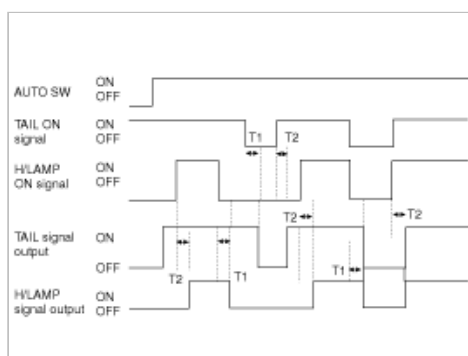 AUTO SW ON
OFF
TAIL ON signal ON
OFF
T1 T2
H/LAMP ON signal ON
OFF
T2 T2
TAIL signal output ON
OFF
T2 T1 T1
H/LAMP signal output ON
OFF